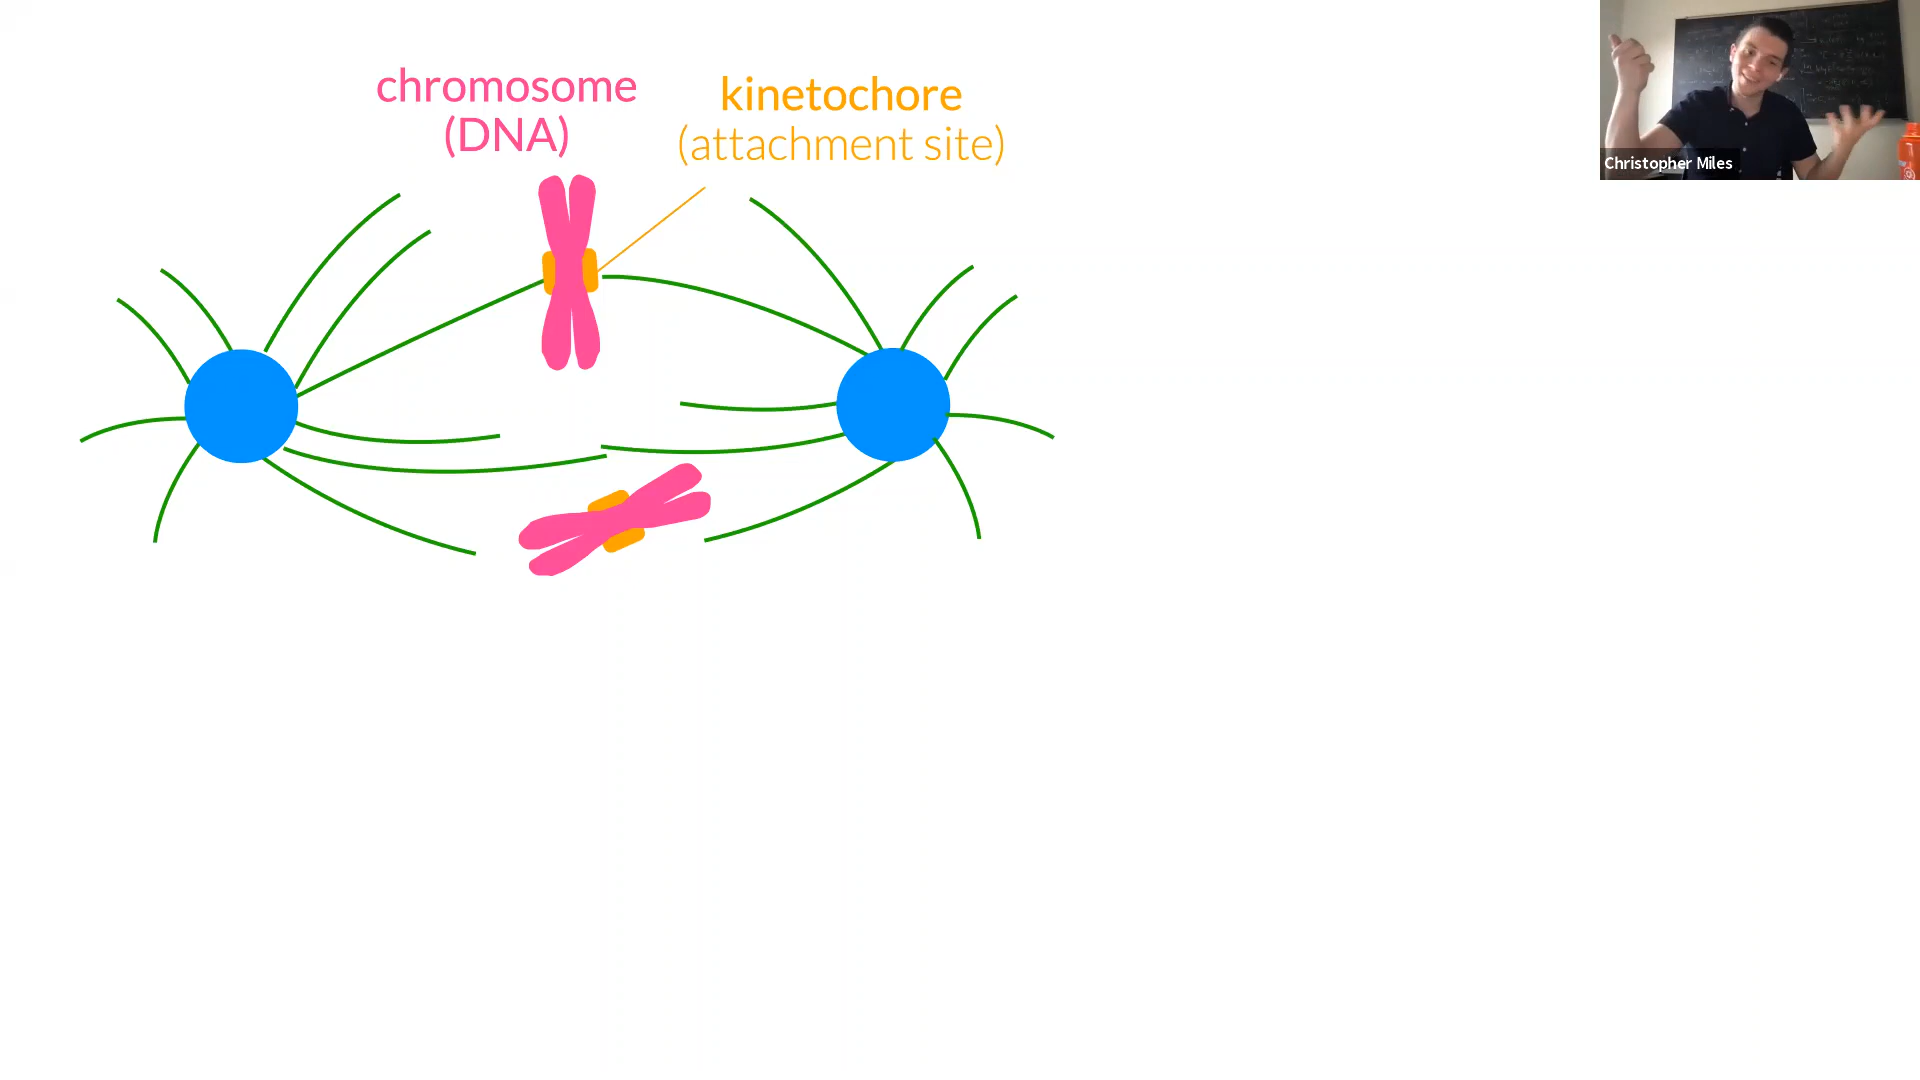 chromosome
(DNA)
kinetochore
(attachment site)
Christopher Miles